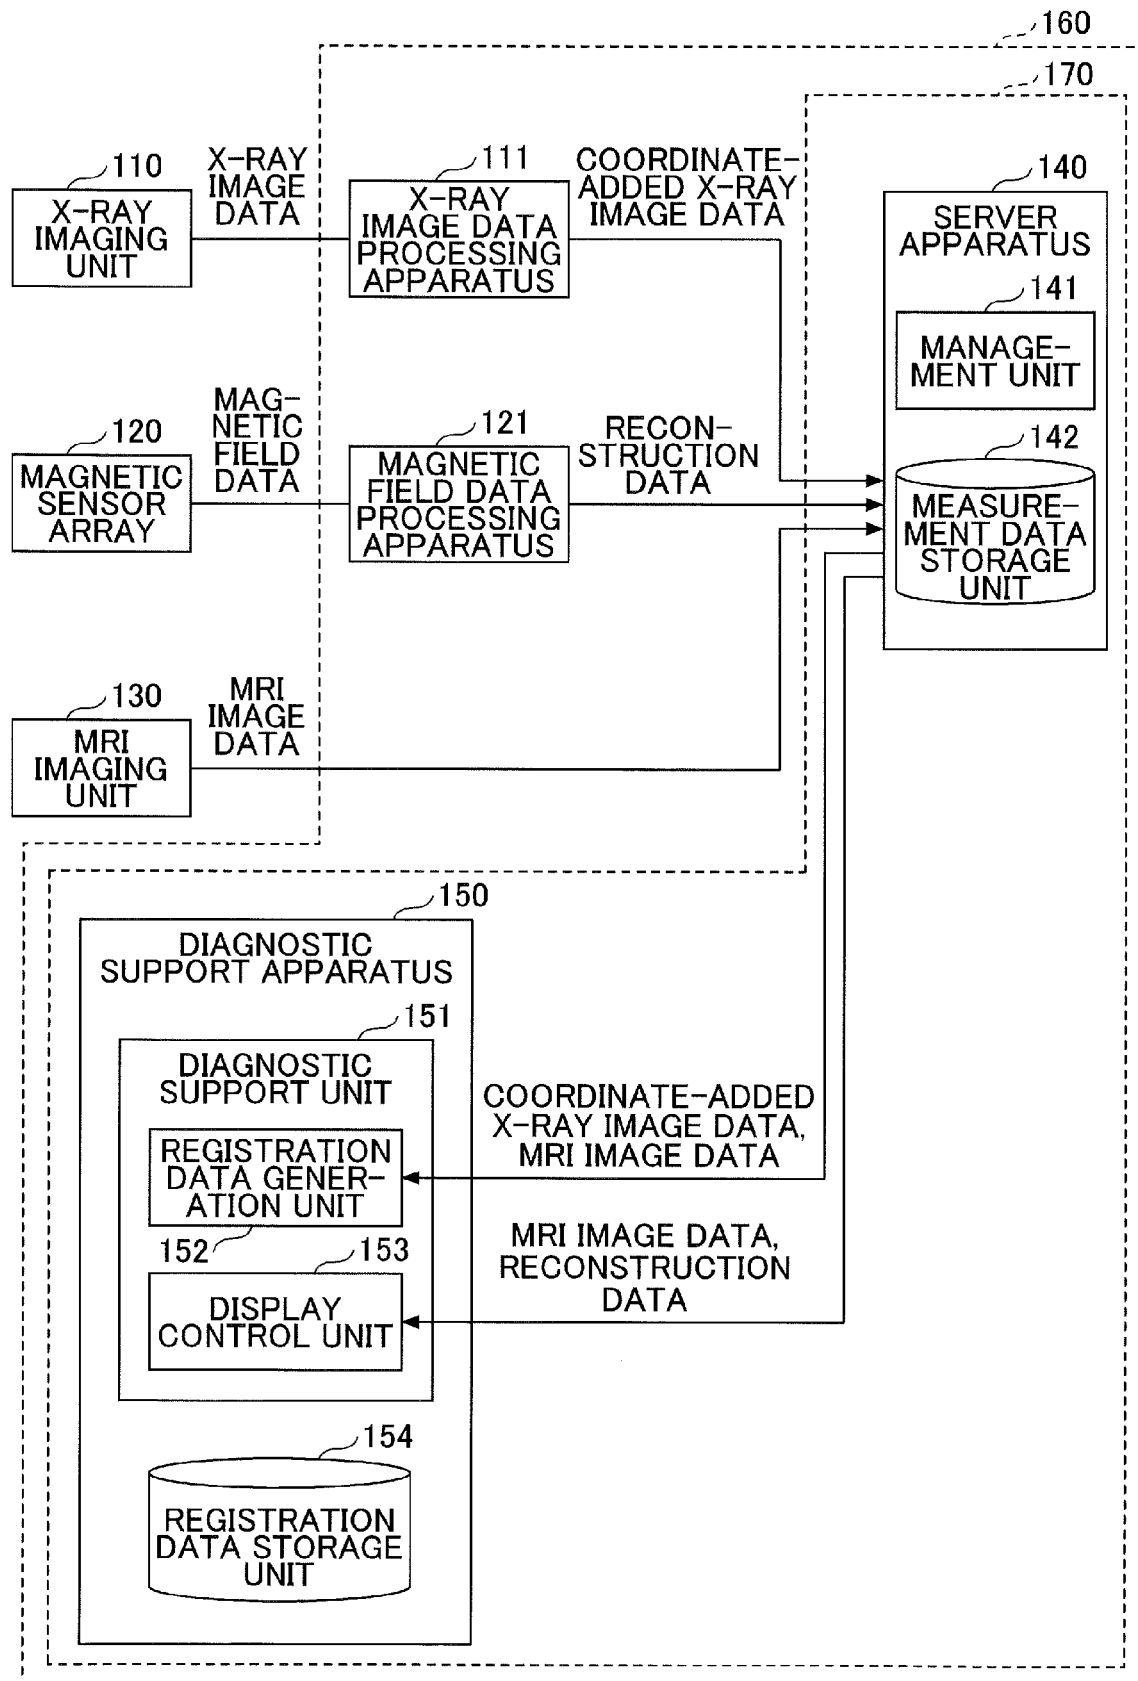 160
170
110
X-RAY
IMAGING
UNIT
X-RAY
IMAGE
DATA
111
X-RAY
IMAGE DATA
PROCESSING
APPARATUS
COORDINATE-
ADDED X-RAY
IMAGE DATA
140
SERVER
APPARATUS
141
MANAGE-
MENT UNIT
120
MAGNETIC
SENSOR
ARRAY
MAG-
NETIC
FIELD
DATA
121
MAGNETIC
FIELD DATA
PROCESSING
APPARATUS
RECON-
STRUCTION
DATA
142
MEASURE-
MENT DATA
STORAGE
UNIT
130
MRI
IMAGING
UNIT
MRI
IMAGE
DATA
150
DIAGNOSTIC
SUPPORT APPARATUS
151
DIAGNOSTIC
SUPPORT UNIT
REGISTRATION
DATA GENER-
ATION UNIT
152
COORDINATE-ADDED
X-RAY IMAGE DATA,
MRI IMAGE DATA
153
DISPLAY
CONTROL UNIT
MRI IMAGE DATA,
RECONSTRUCTION
DATA
154
REGISTRATION
DATA STORAGE
UNIT